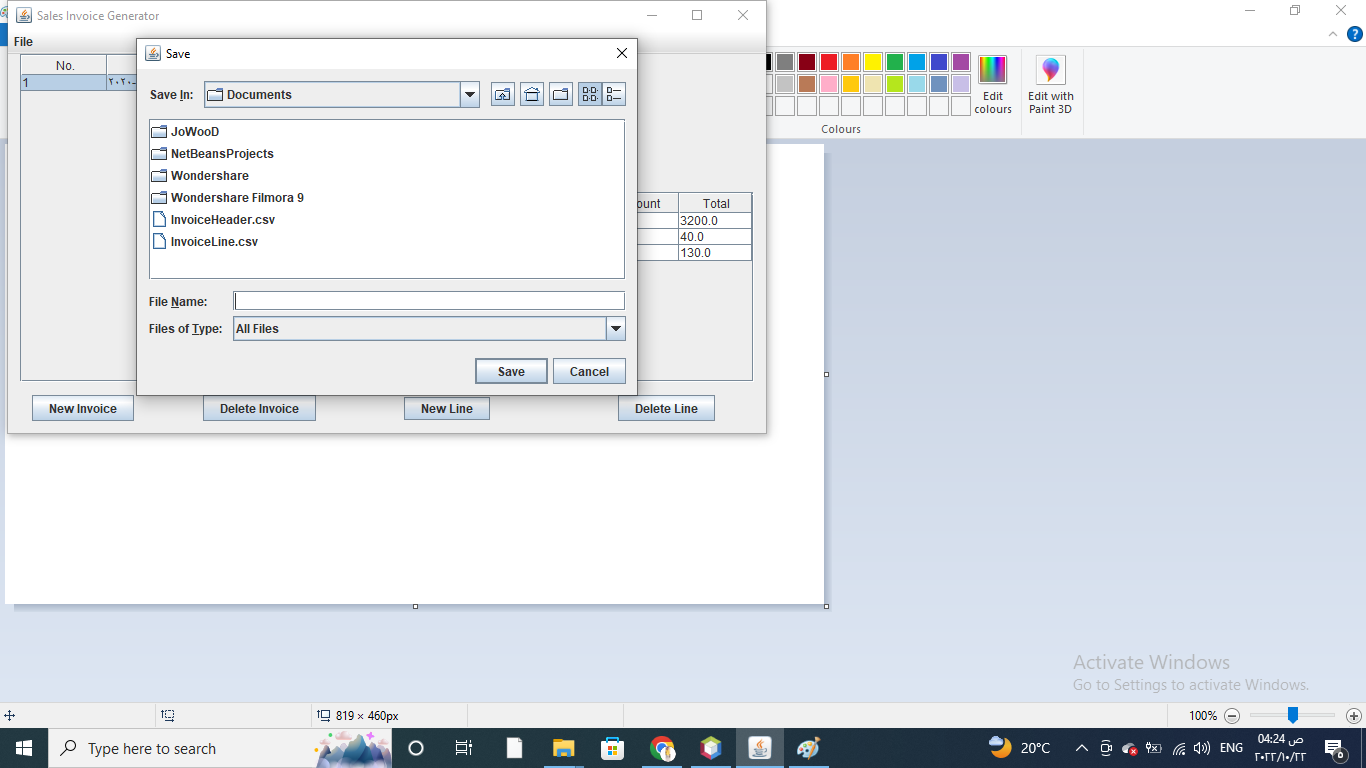 Sales Invoice Generator
File
Save
No.
1
٢٠٢٠-
Save In:
Documents
JoWooD
NetBeansProjects
Wondershare
Wondershare Filmora 9
InvoiceHeader.csv
InvoiceLine.csv
File Name:
Files of Type:
All Files
Save
Cancel
Total
3200.0
40.0
130.0
New Invoice
Delete Invoice
New Line
Delete Line
Edit colours
Edit with Paint 3D
Colours
Activate Windows
Go to Settings to activate Windows.
819 × 460px
100%
Type here to search
20°C
ENG
04:24 ص
٢٠٢٢/١٠/٢٢